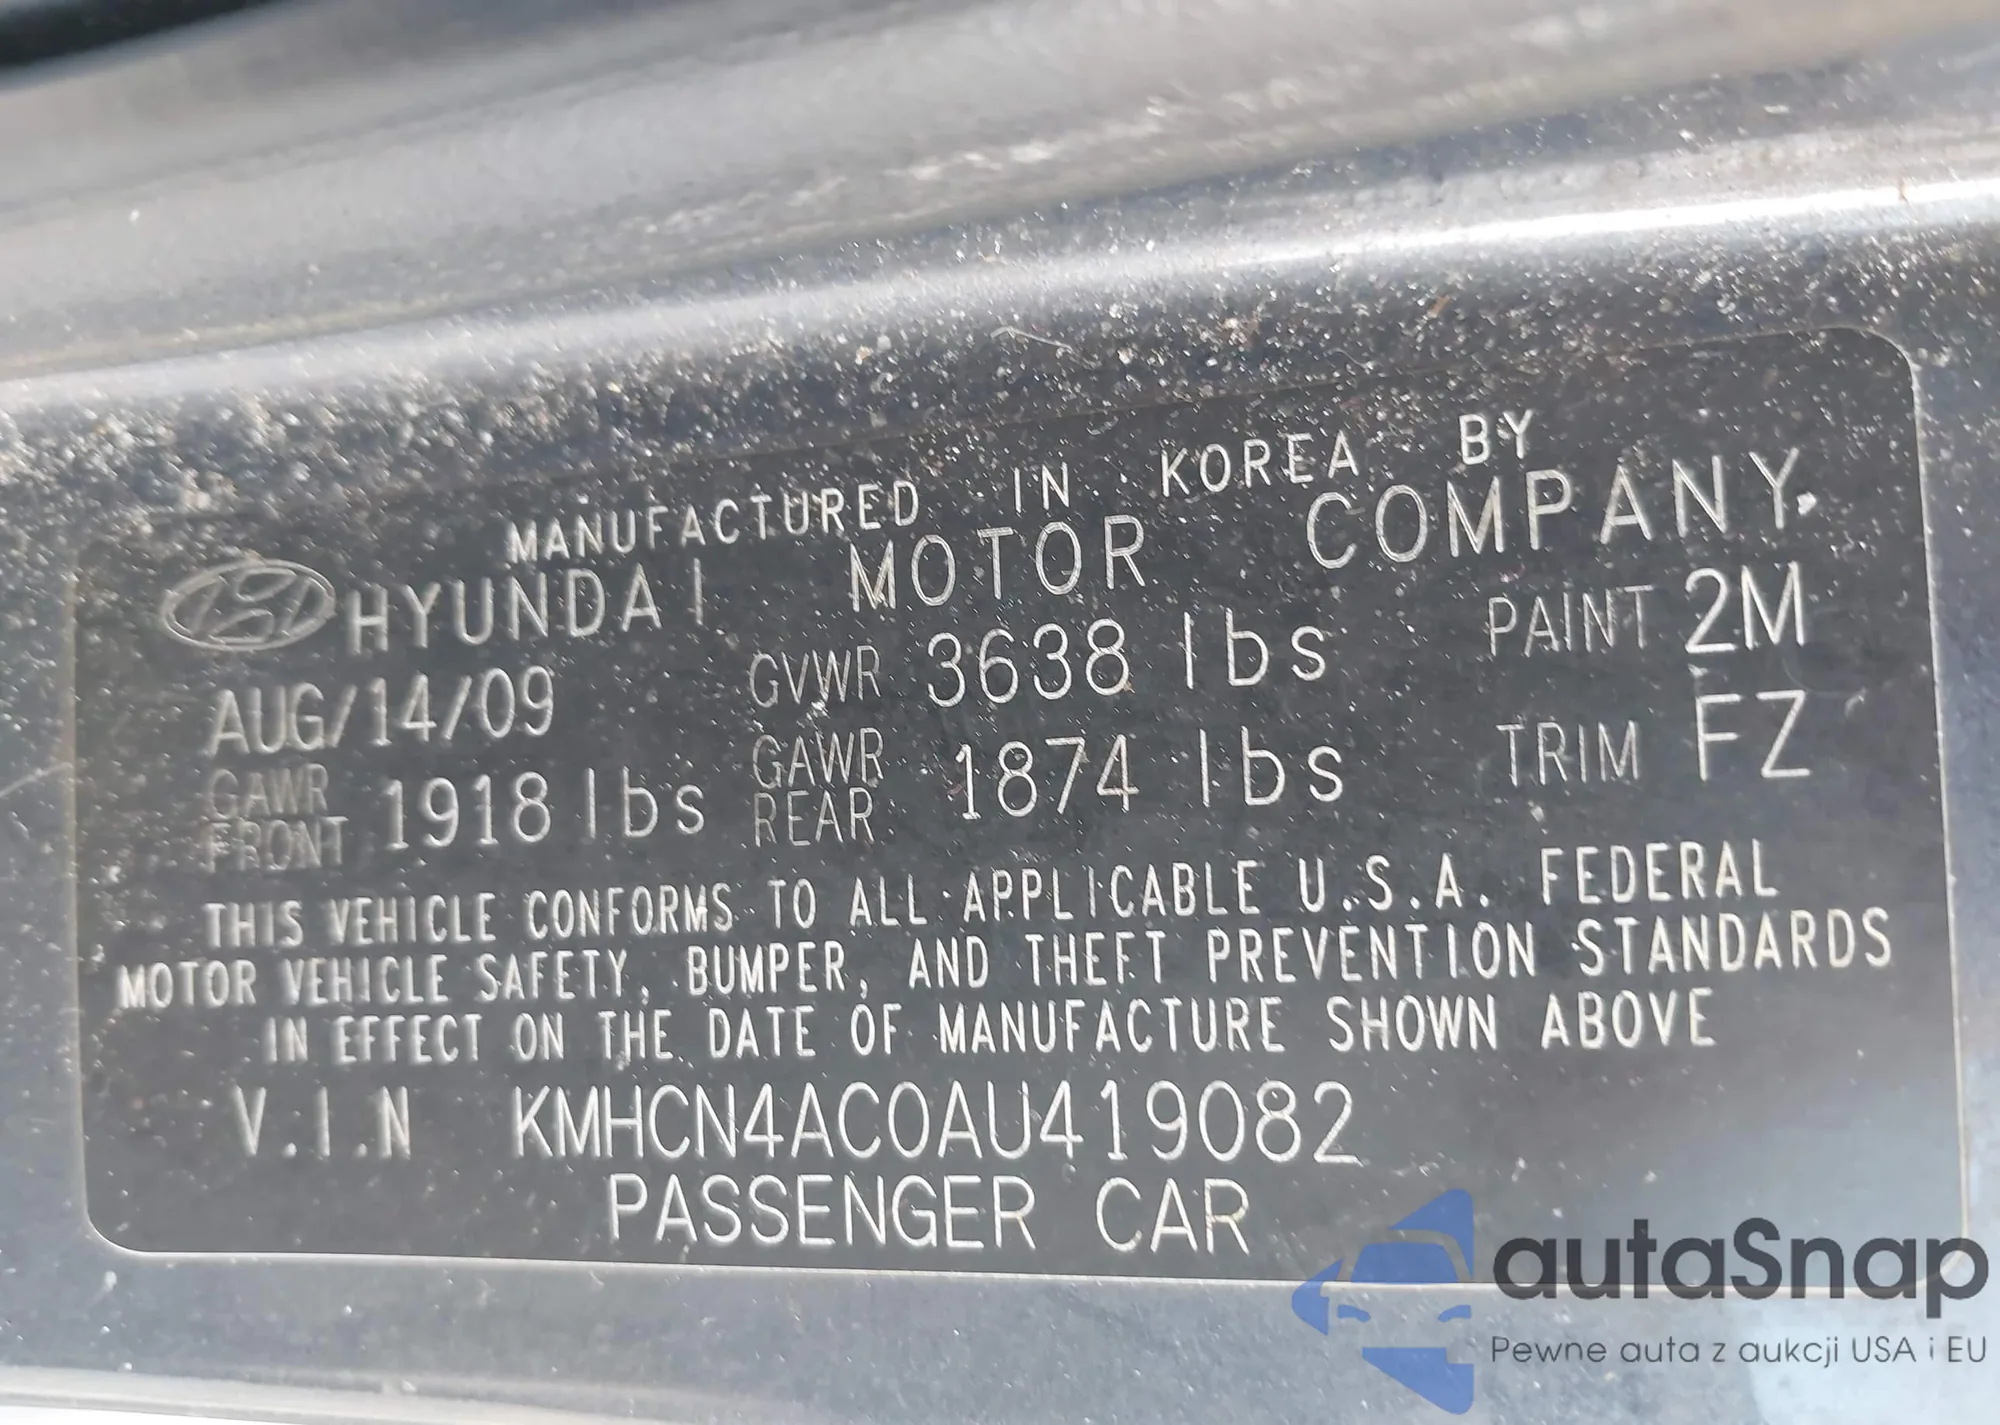 MANUFACTURED IN KOREA BY
HYUNDAI MOTOR COMPANY
AUG/14/09 GVWR 3638 lbs PAINT 2M
GAWR FRONT 1918 lbs GAWR REAR 1874 lbs TRIM FZ
THIS VEHICLE CONFORMS TO ALL APPLICABLE U.S.A. FEDERAL
MOTOR VEHICLE SAFETY, BUMPER, AND THEFT PREVENTION STANDARDS
IN EFFECT ON THE DATE OF MANUFACTURE SHOWN ABOVE
V.I.N KMHCN4AC0AU419082
PASSENGER CAR
autaSnap
Pewne auta z aukcji USA i EU